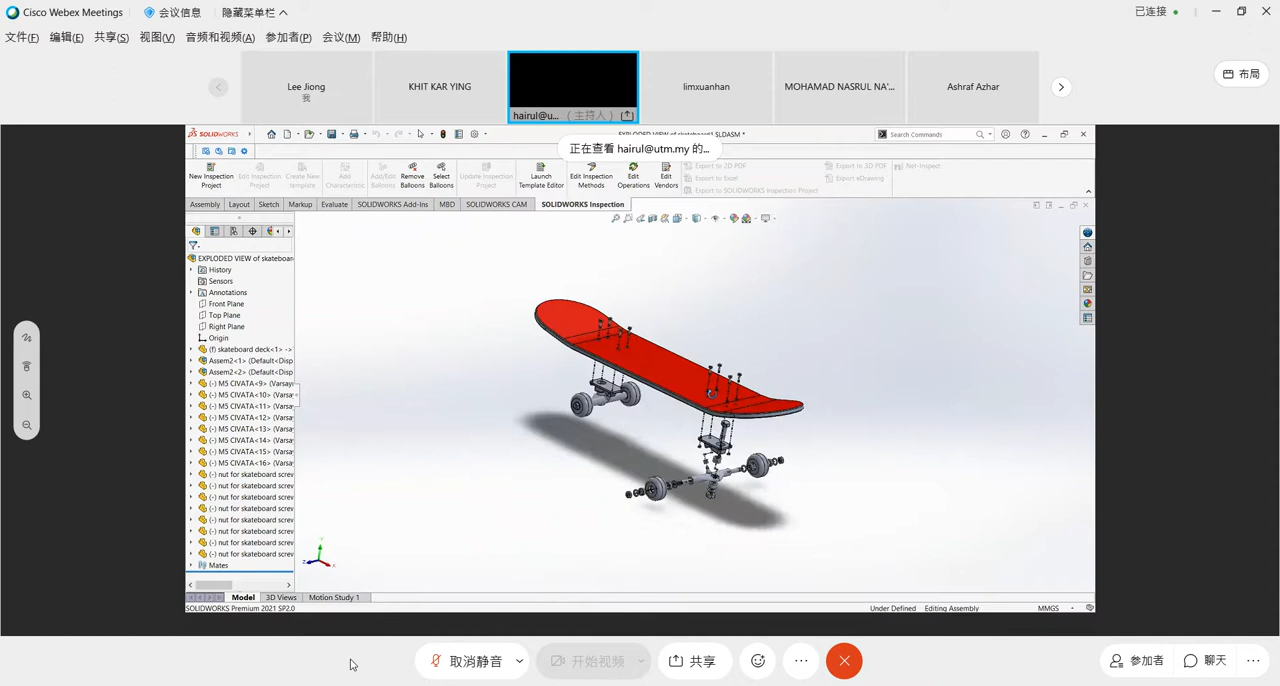 Cisco Webex Meetings 会议信息 隐藏菜单栏 已连接
文件(F) 编辑(E) 共享(S) 视图(V) 音频和视频(A) 参加者(P) 会议(M) 帮助(H)
Lee Jiong
我
KHIT KAR YING
hairul@u... (主持人)
limxuanhan
MOHAMAD NASRUL NA'...
Ashraf Azhar
布局
SOLIDWORKS
EXPLODED VIEW of skateboard1.SLDASM *
Search Commands
正在查看 hairul@utm.my 的...
New Inspection Project
Edit Inspection Project
Create New template
Add Characteristic
Add/Edit Balloons
Remove Balloons
Select Balloons
Update Inspection Project
Launch Template Editor
Edit Inspection Methods
Edit Operations
Edit Vendors
Export to 2D PDF
Export to Excel
Export to SOLIDWORKS Inspection Project
Export to 3D PDF
Export eDrawing
Net-Inspect
Assembly Layout Sketch Markup Evaluate SOLIDWORKS Add-Ins MBD SOLIDWORKS CAM SOLIDWORKS Inspection
EXPLODED VIEW of skateboar
History
Sensors
Annotations
Front Plane
Top Plane
Right Plane
Origin
(f) skateboard deck<1> ->
Assem2<1> (Default<Disp
Assem2<2> (Default<Disp
(-) M5 CIVATA<9> (Varsay
(-) M5 CIVATA<10> (Varsa
(-) M5 CIVATA<11> (Varsa
(-) M5 CIVATA<12> (Varsa
(-) M5 CIVATA<13> (Varsa
(-) M5 CIVATA<14> (Varsa
(-) M5 CIVATA<15> (Varsa
(-) M5 CIVATA<16> (Varsa
(-) nut for skateboard screw
(-) nut for skateboard screw
(-) nut for skateboard screw
(-) nut for skateboard screw
(-) nut for skateboard screw
(-) nut for skateboard screw
(-) nut for skateboard screw
(-) nut for skateboard screw
Mates
Model 3D Views Motion Study 1
SOLIDWORKS Premium 2021 SP2.0
Under Defined Editing Assembly MMGS
取消静音 开始视频 共享 参加者 聊天